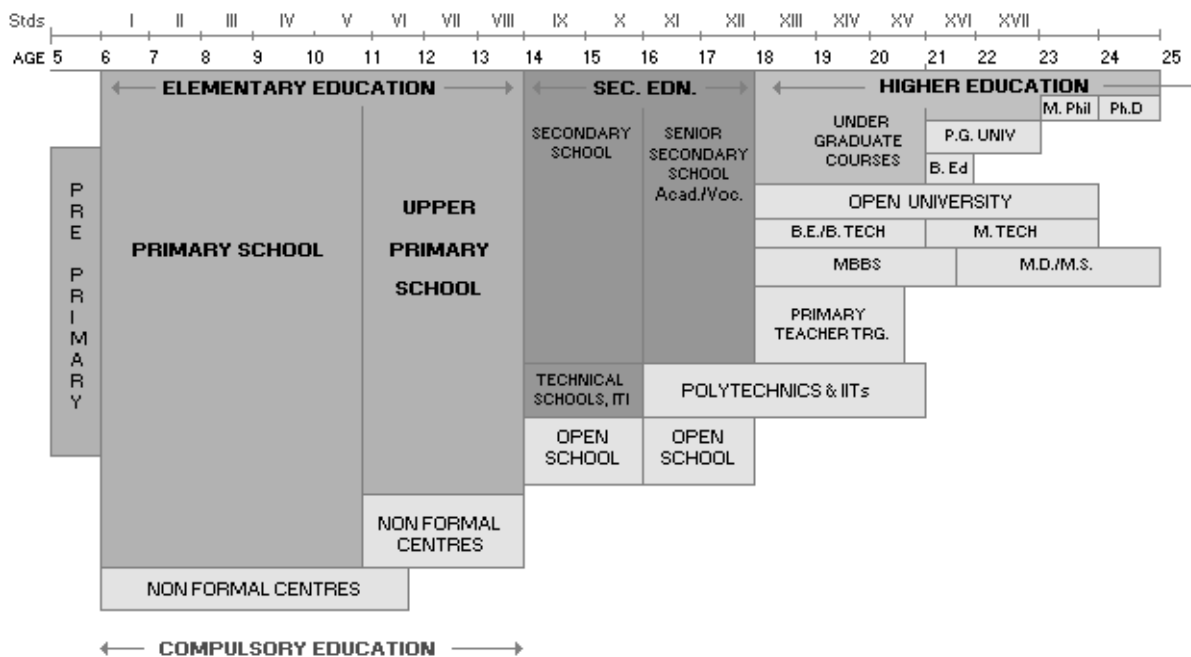 Stds I II III IV V VI VII VIII IX X XI XII XIII XIV XV XVI XVII
AGE 5 6 7 8 9 10 11 12 13 14 15 16 17 18 19 20 21 22 23 24 25
ELEMENTARY EDUCATION
SEC. EDN.
HIGHER EDUCATION
M. Phil
Ph.D
PRE PRIMARY
PRIMARY SCHOOL
UPPER
PRIMARY
SCHOOL
SECONDARY
SCHOOL
SENIOR
SECONDARY
SCHOOL
Acad./Voc.
UNDER
GRADUATE
COURSES
P.G. UNIV
B. Ed
OPEN UNIVERSITY
B.E./B. TECH
M. TECH
MBBS
M.D./M.S.
PRIMARY
TEACHER TRG.
TECHNICAL
SCHOOLS, ITI
POLYTECHNICS & IITs
OPEN
SCHOOL
OPEN
SCHOOL
NON FORMAL
CENTRES
NON FORMAL CENTRES
COMPULSORY EDUCATION